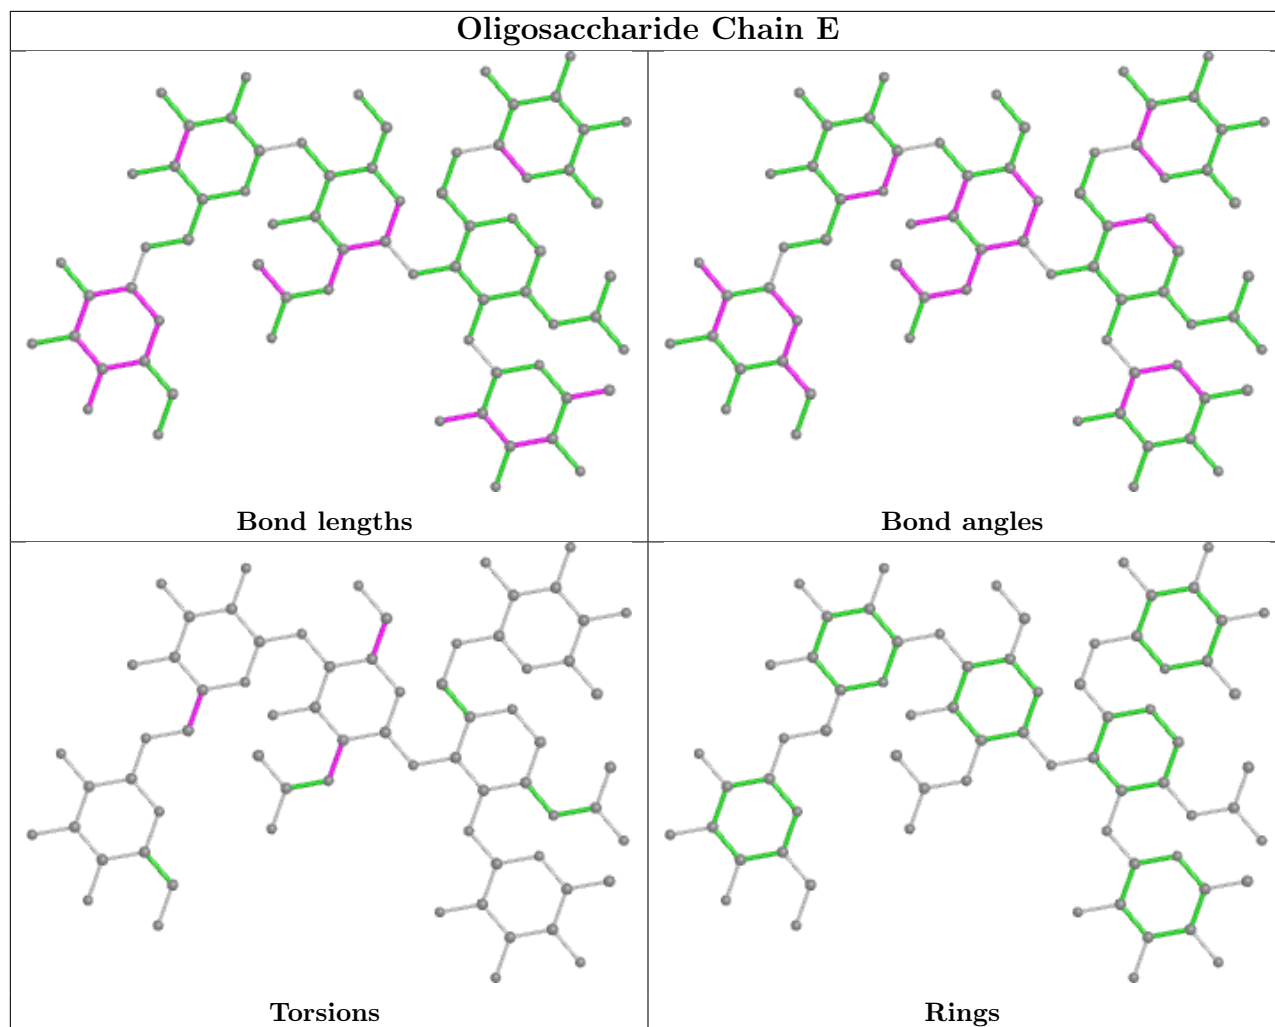 Oligosaccharide Chain E
Bond lengths
Bond angles
Torsions
Rings